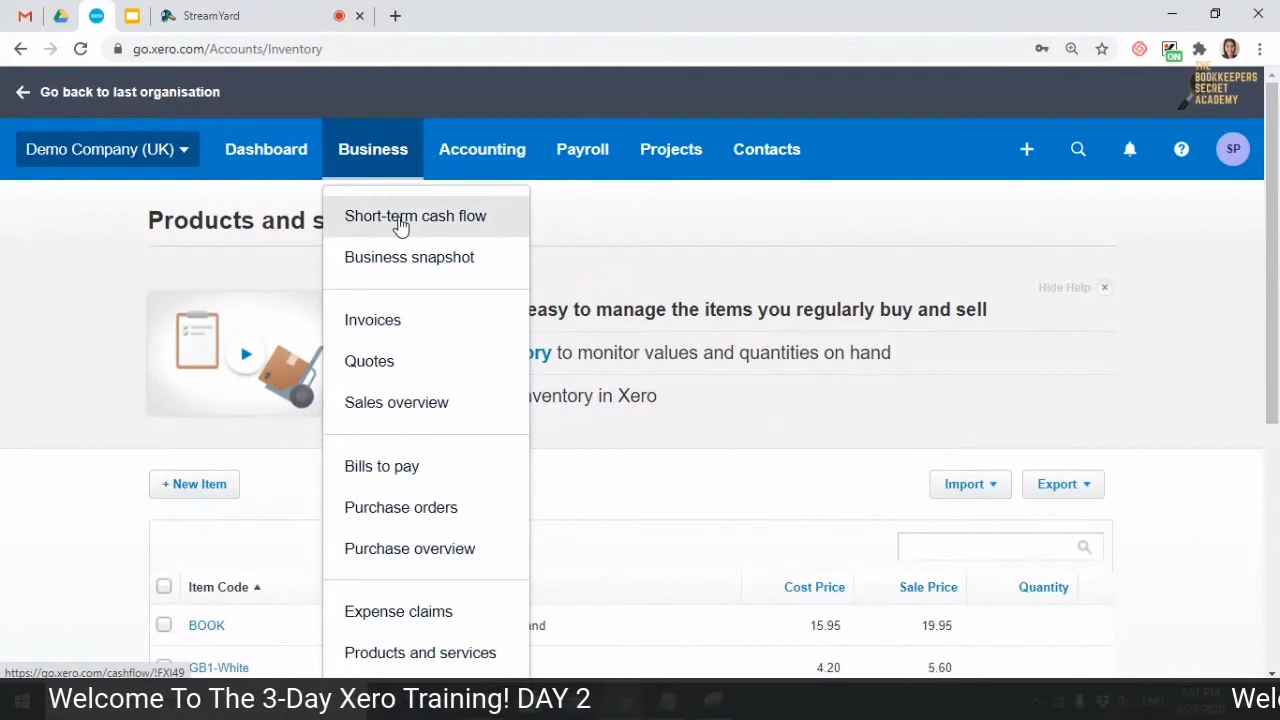 StreamYard
go.xero.com/Accounts/Inventory
ON
Go back to last organisation
THE
BOOKKEEPERS
SECRET
ACADEMY
Demo Company (UK)
Dashboard
Business
Accounting
Payroll
Projects
Contacts
SP
Products and s
Short-term cash flow
Business snapshot
Invoices
Quotes
Sales overview
Bills to pay
Purchase orders
Purchase overview
Expense claims
Products and services
Hide Help
easy to manage the items you regularly buy and sell
ory to monitor values and quantities on hand
nventory in Xero
+ New Item
Import
Export
Item Code
Cost Price
Sale Price
Quantity
BOOK
nd
15.95
19.95
GB1-White
4.20
5.60
https://go.xero.com/cashflow/!FXl49
Welcome To The 3-Day Xero Training! DAY 2
Wel
ENG
2:51 PM